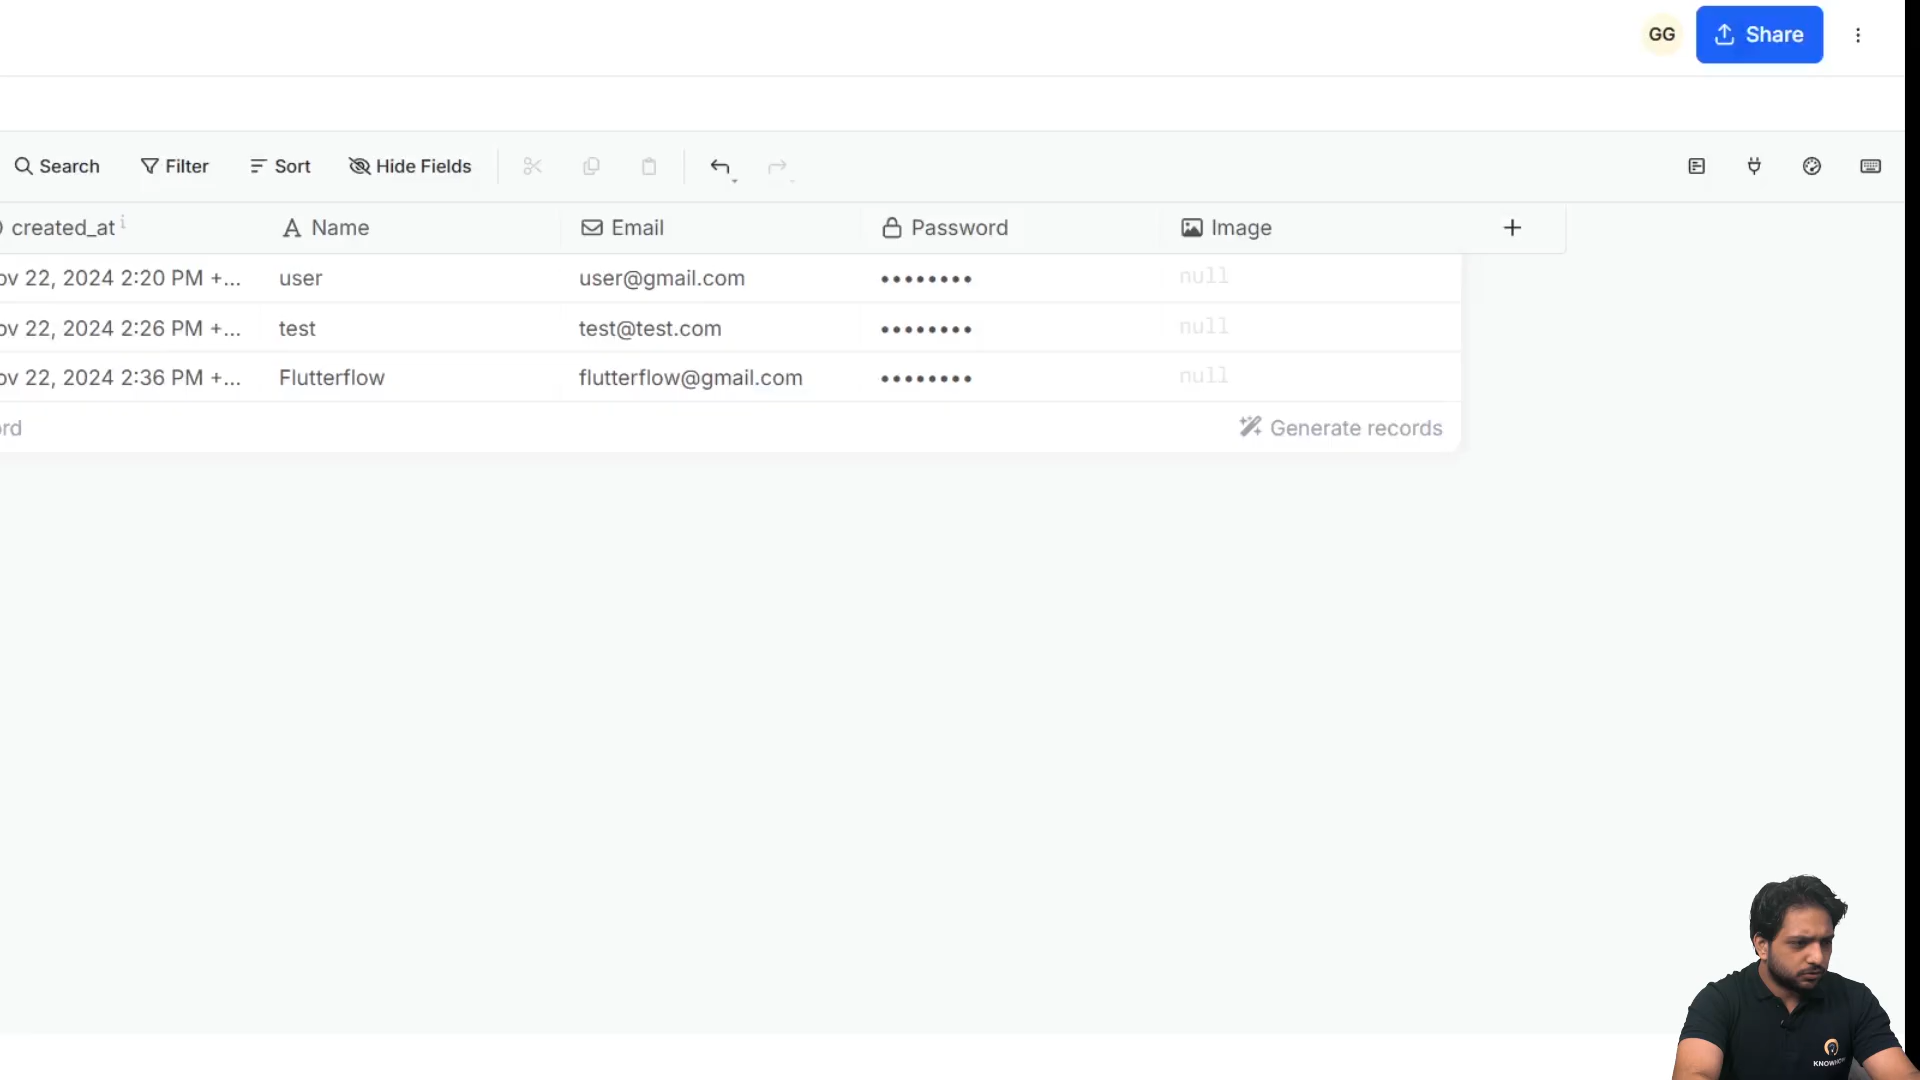 GG Share
Search Filter Sort Hide Fields
created_at i Name Email Password Image +
ov 22, 2024 2:20 PM +... user user@gmail.com •••••••• null
ov 22, 2024 2:26 PM +... test test@test.com •••••••• null
ov 22, 2024 2:36 PM +... Flutterflow flutterflow@gmail.com •••••••• null
ord Generate records